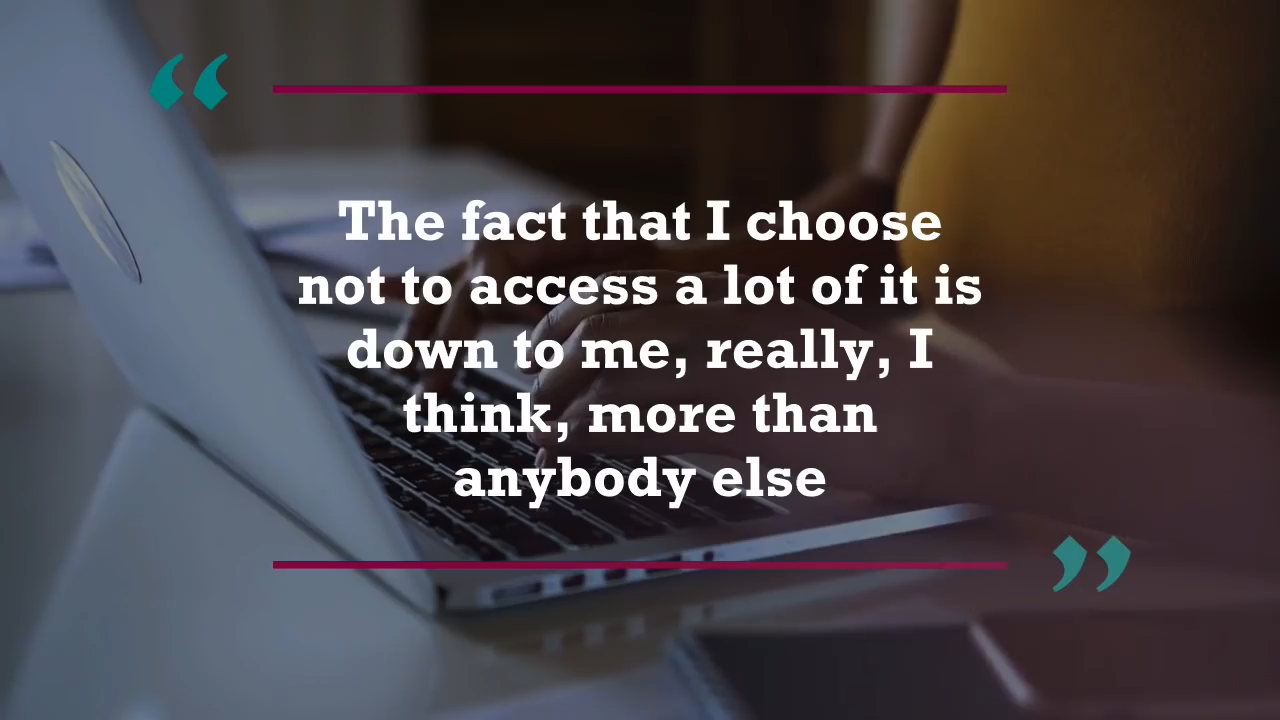 “
The fact that I choose
not to access a lot of it is
down to me, really, I
think, more than
anybody else
”